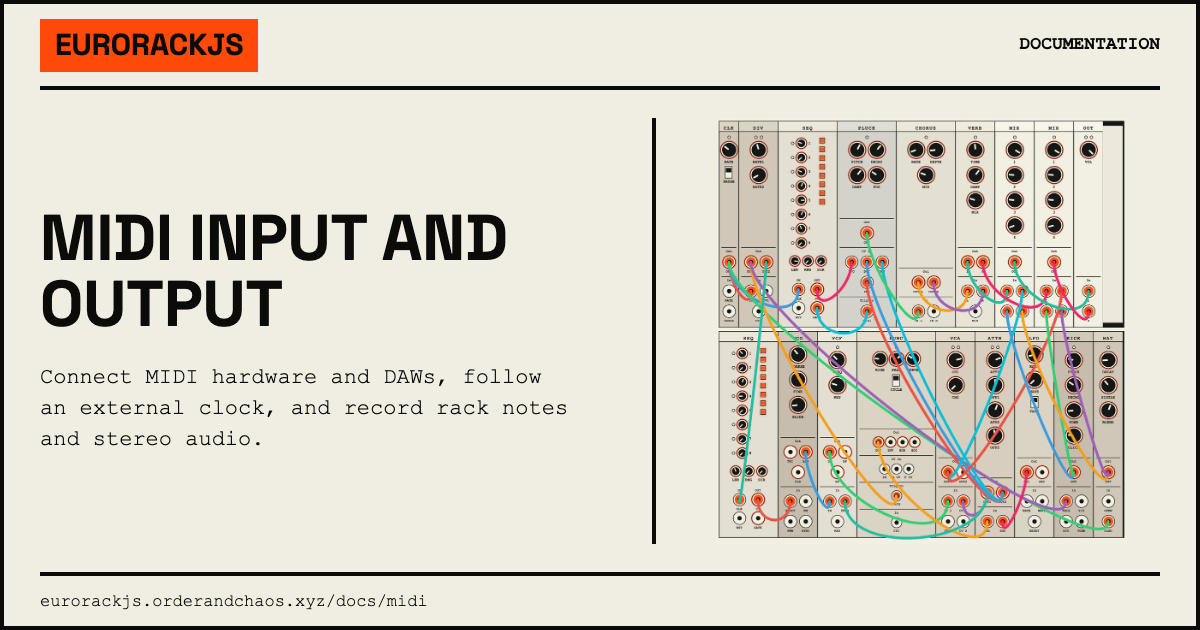 EURORACKJS
DOCUMENTATION
MIDI INPUT AND
OUTPUT
Connect MIDI hardware and DAWs, follow
an external clock, and record rack notes
and stereo audio.
CLK DIV SEQ PLUCK CHORUS VERB MIX MIX OUT
SEQ VCF FUNC VCA ATTN LFO KICK HAT
eurorackjs.orderandchaos.xyz/docs/midi